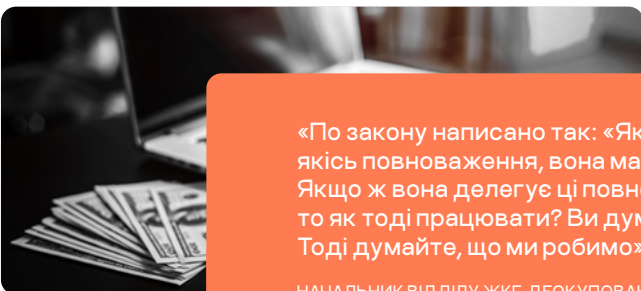 «По закону написано так: «Як
якісь повноваження, вона ма
Якщо ж вона делегує ці повн
то як тоді працювати? Ви дум
Тоді думайте, що ми робимо»